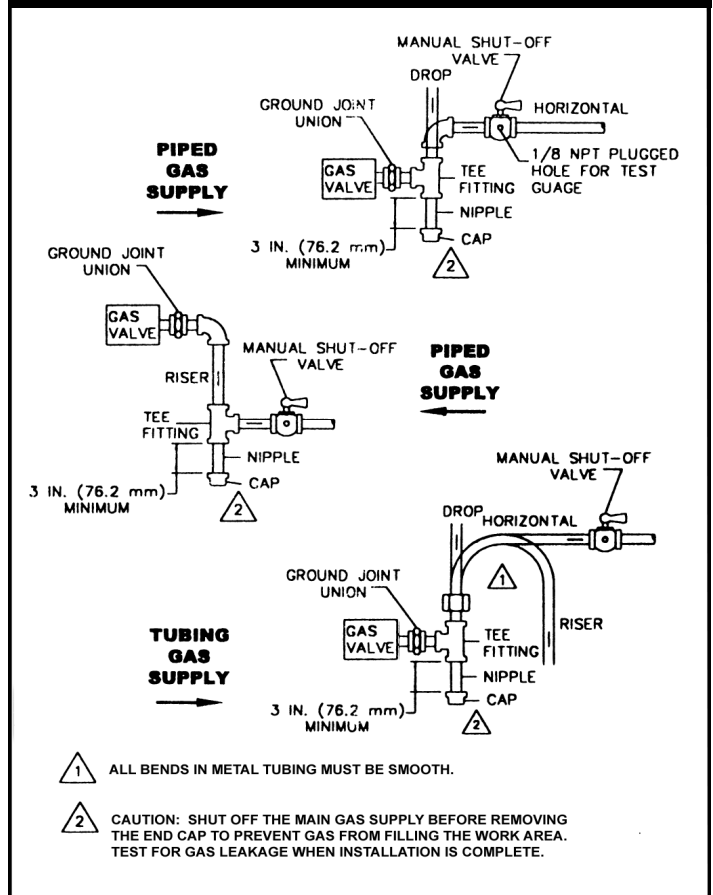 MANUAL SHUT-OFF
VALVE
DROP
GROUND JOINT
UNION
HORIZONTAL
PIPED
GAS
SUPPLY
GAS
VALVE
TEE
FITTING
1/8 NPT PLUGGED
HOLE FOR TEST
GUAGE
NIPPLE
3 IN. (76.2 mm)
MINIMUM
CAP
2
GROUND JOINT
UNION
GAS
VALVE
MANUAL SHUT-OFF
VALVE
PIPED
GAS
SUPPLY
RISER
TEE
FITTING
NIPPLE
3 IN. (76.2 mm)
MINIMUM
CAP
2
MANUAL SHUT-OFF
VALVE
DROP
HORIZONTAL
1
GROUND JOINT
UNION
RISER
TUBING
GAS
SUPPLY
GAS
VALVE
TEE
FITTING
NIPPLE
3 IN. (76.2 mm)
MINIMUM
CAP
2
1 ALL BENDS IN METAL TUBING MUST BE SMOOTH.
2 CAUTION: SHUT OFF THE MAIN GAS SUPPLY BEFORE REMOVING
THE END CAP TO PREVENT GAS FROM FILLING THE WORK AREA.
TEST FOR GAS LEAKAGE WHEN INSTALLATION IS COMPLETE.